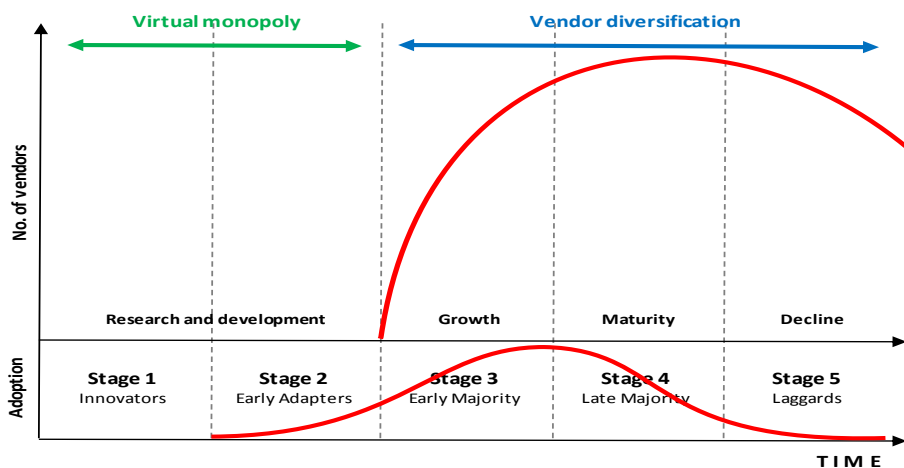 Virtual monopoly
Vendor diversification
No. of vendors
Research and development
Growth
Maturity
Decline
Adoption
Stage 1
Innovators
Stage 2
Early Adapters
Stage 3
Early Majority
Stage 4
Late Majority
Stage 5
Laggards
TIME